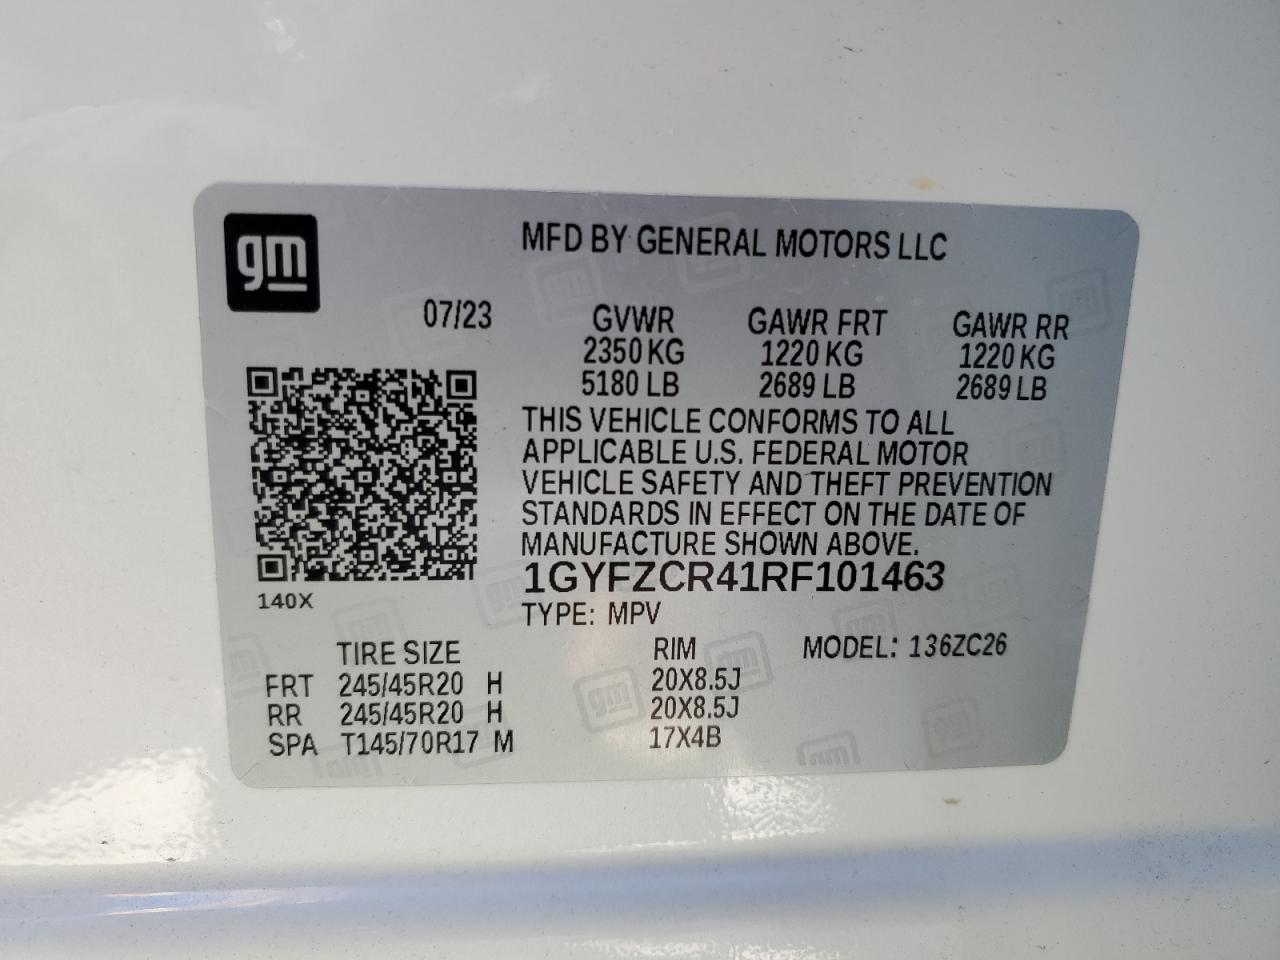 gm
MFD BY GENERAL MOTORS LLC
07/23 GVWR GAWR FRT GAWR RR
2350 KG 1220 KG 1220 KG
5180 LB 2689 LB 2689 LB
THIS VEHICLE CONFORMS TO ALL
APPLICABLE U.S. FEDERAL MOTOR
VEHICLE SAFETY AND THEFT PREVENTION
STANDARDS IN EFFECT ON THE DATE OF
MANUFACTURE SHOWN ABOVE.
1GYFZCR41RF101463
140X
TYPE: MPV
TIRE SIZE RIM MODEL: 136ZC26
FRT 245/45R20 H 20X8.5J
RR 245/45R20 H 20X8.5J
SPA T145/70R17 M 17X4B